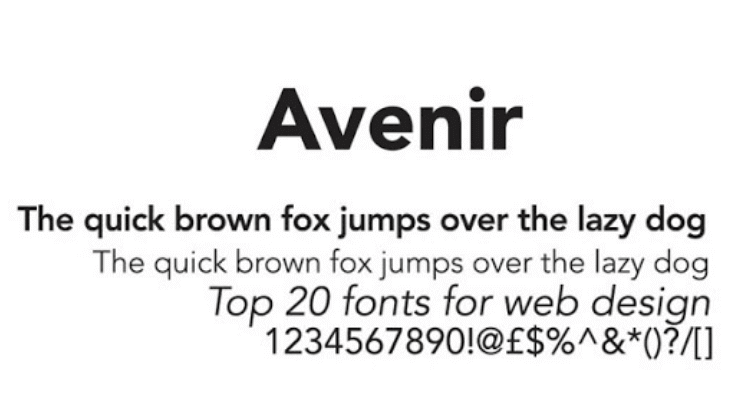 Avenir
The quick brown fox jumps over the lazy dog
The quick brown fox jumps over the lazy dog
Top 20 fonts for web design
1234567890!@£$%^&*()?/[]